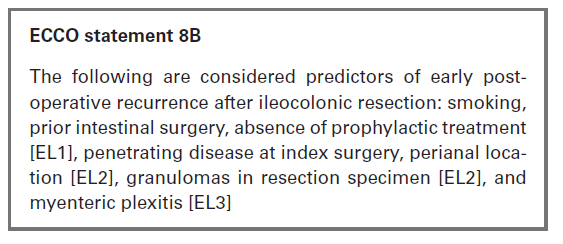 ECCO statement 8B
The following are considered predictors of early post-
operative recurrence after ileocolonic resection: smoking,
prior intestinal surgery, absence of prophylactic treatment
[EL1], penetrating disease at index surgery, perianal loca-
tion [EL2], granulomas in resection specimen [EL2], and
myenteric plexitis [EL3]